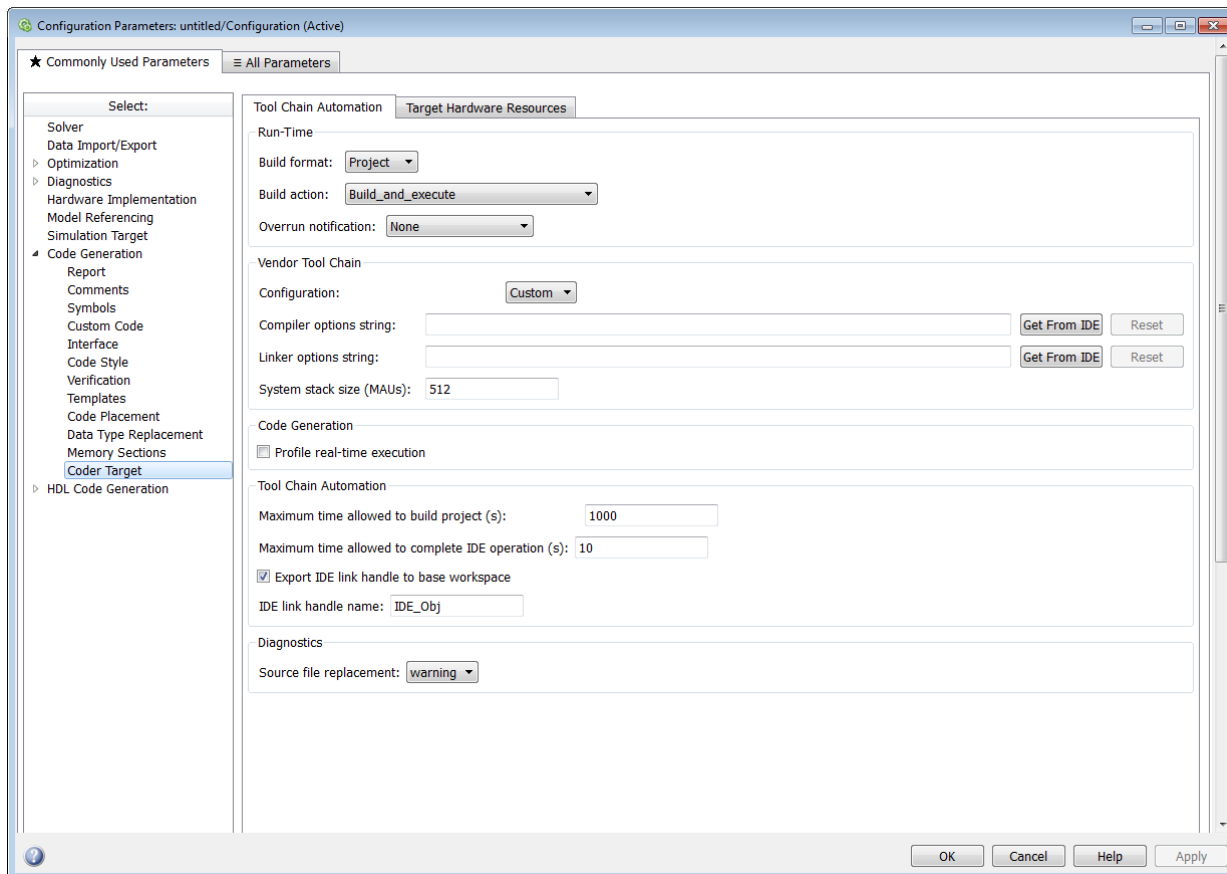 Configuration Parameters: untitled/Configuration (Active)
★ Commonly Used Parameters
≡ All Parameters
Select:
Solver
Data Import/Export
Optimization
Diagnostics
Hardware Implementation
Model Referencing
Simulation Target
Code Generation
Report
Comments
Symbols
Custom Code
Interface
Code Style
Verification
Templates
Code Placement
Data Type Replacement
Memory Sections
Coder Target
HDL Code Generation
Tool Chain Automation
Target Hardware Resources
Run-Time
Build format: Project
Build action: Build_and_execute
Overrun notification: None
Vendor Tool Chain
Configuration: Custom
Compiler options string: Get From IDE Reset
Linker options string: Get From IDE Reset
System stack size (MAUs): 512
Code Generation
Profile real-time execution
Tool Chain Automation
Maximum time allowed to build project (s): 1000
Maximum time allowed to complete IDE operation (s): 10
Export IDE link handle to base workspace
IDE link handle name: IDE_Obj
Diagnostics
Source file replacement: warning
? OK Cancel Help Apply